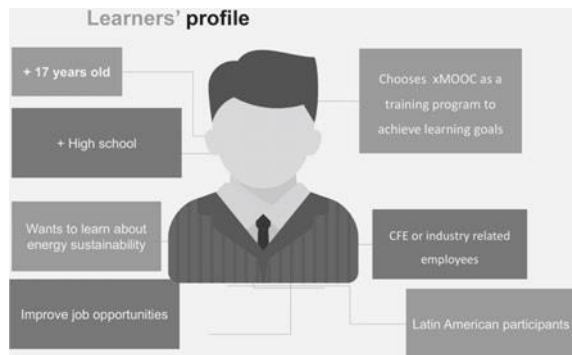 Learners’ profile
+ 17 years old
+ High school
Wants to learn about
energy sustainability
Improve job opportunities
Chooses xMOOC as a
training program to
achieve learning goals
CFE or industry related
employees
Latin American participants